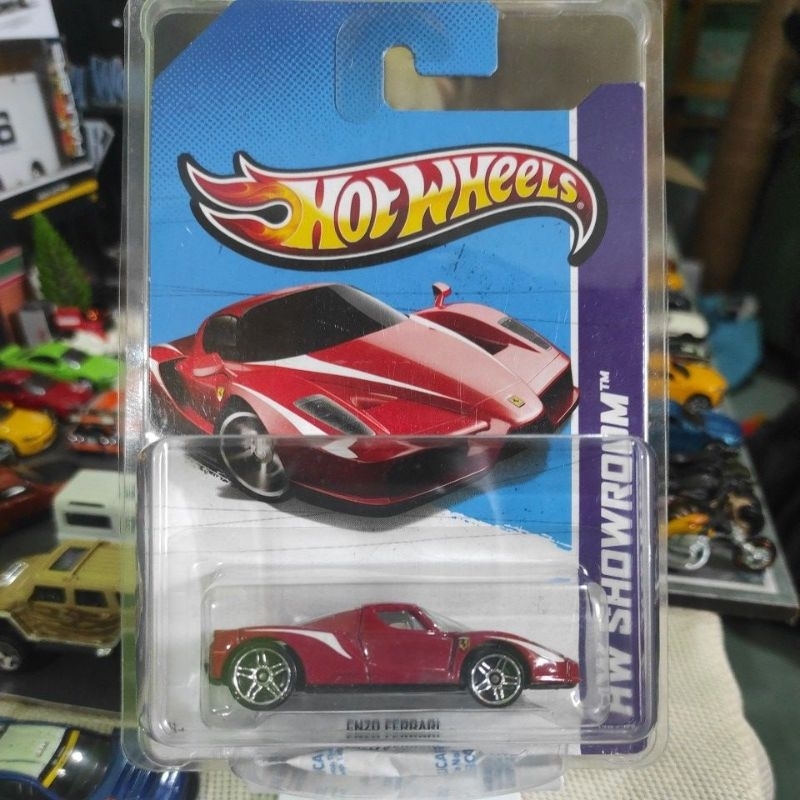 HOT WHEELS®
HW SHOWROOM™
ENZO FERRARI